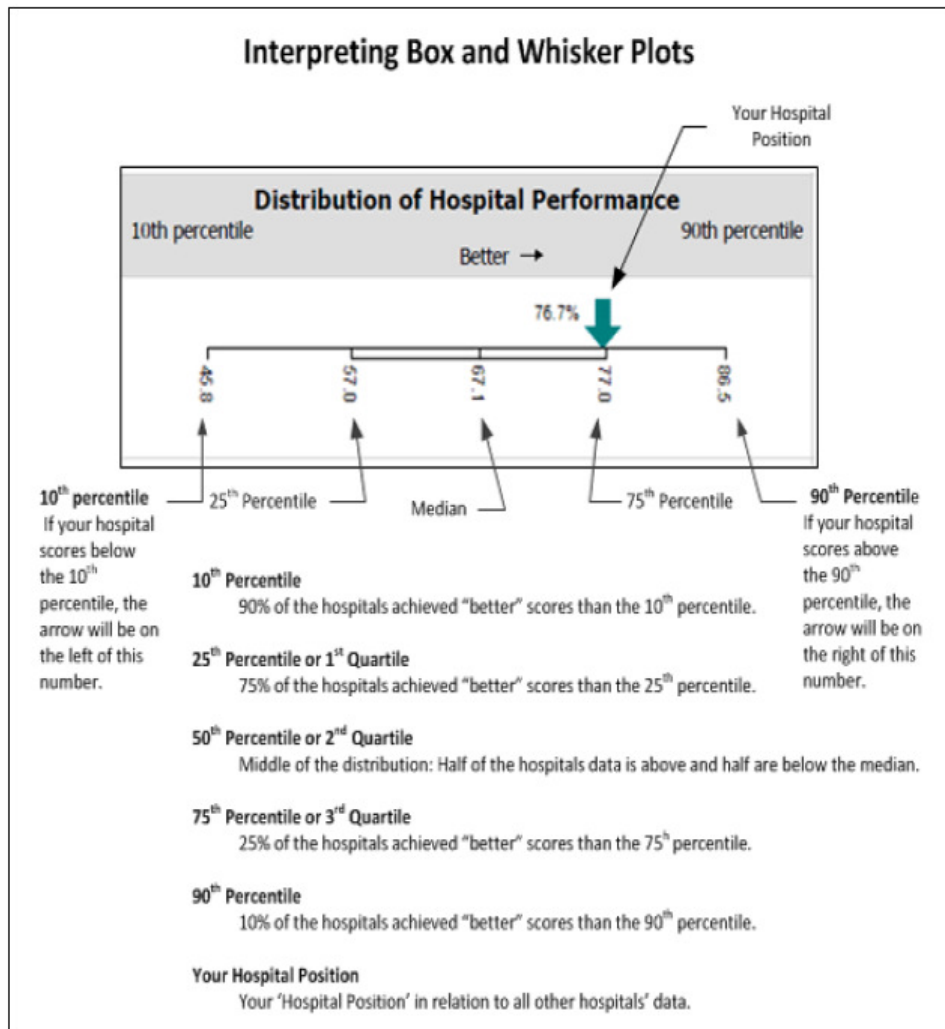 Interpreting Box and Whisker Plots
Your Hospital
Position
Distribution of Hospital Performance
10th percentile
90th percentile
Better →
76.7%
45.8
57.0
67.1
77.0
86.5
10th percentile
If your hospital
scores below
the 10th
percentile, the
arrow will be on
the left of this
number.
25th Percentile
Median
75th Percentile
90th Percentile
If your hospital
scores above
the 90th
percentile, the
arrow will be on
the right of this
number.
10th Percentile
90% of the hospitals achieved “better” scores than the 10th percentile.
25th Percentile or 1st Quartile
75% of the hospitals achieved “better” scores than the 25th percentile.
50th Percentile or 2nd Quartile
Middle of the distribution: Half of the hospitals data is above and half are below the median.
75th Percentile or 3rd Quartile
25% of the hospitals achieved “better” scores than the 75h percentile.
90th Percentile
10% of the hospitals achieved “better” scores than the 90th percentile.
Your Hospital Position
Your ‘Hospital Position’ in relation to all other hospitals’ data.